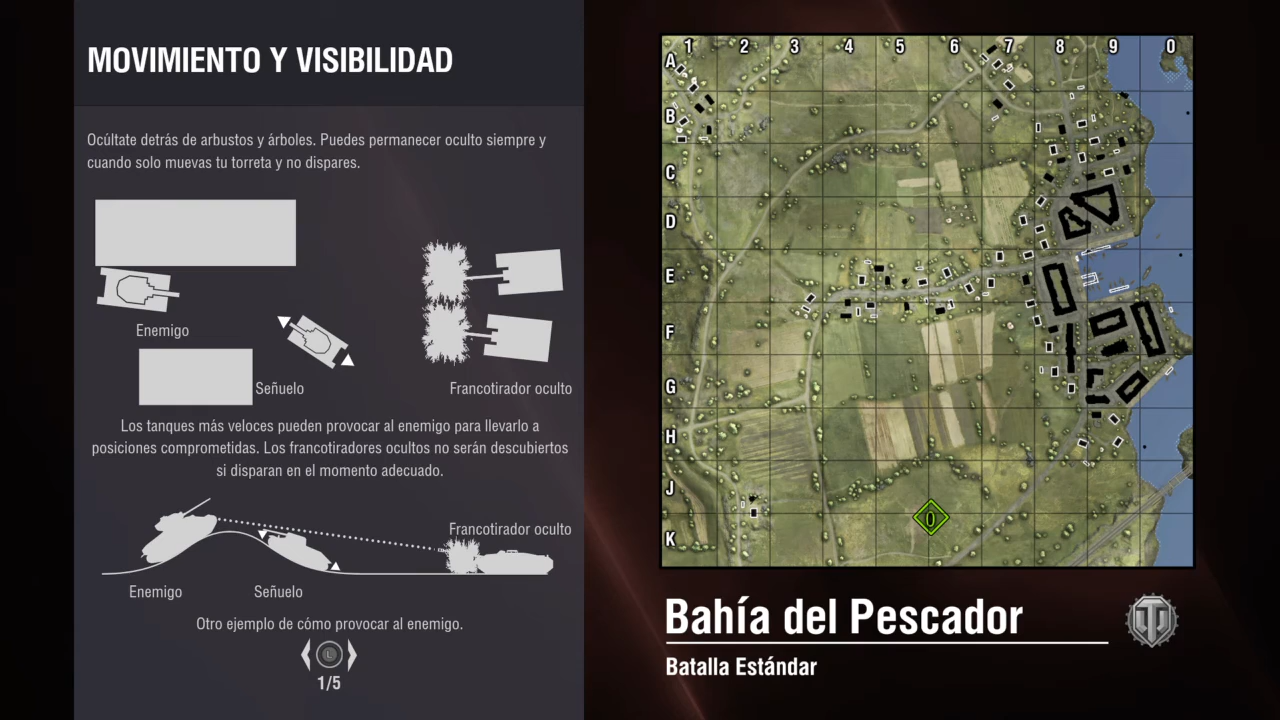 MOVIMIENTO Y VISIBILIDAD
Ocúltate detrás de arbustos y árboles. Puedes permanecer oculto siempre y
cuando solo muevas tu torreta y no dispares.
Enemigo
Señuelo
Francotirador oculto
Los tanques más veloces pueden provocar al enemigo para llevarlo a
posiciones comprometidas. Los francotiradores ocultos no serán descubiertos
si disparan en el momento adecuado.
Francotirador oculto
Enemigo
Señuelo
Otro ejemplo de cómo provocar al enemigo.
L
1/5
1 2 3 4 5 6 7 8 9 0
A
B
C
D
E
F
G
H
J
K
0
Bahía del Pescador
Batalla Estándar